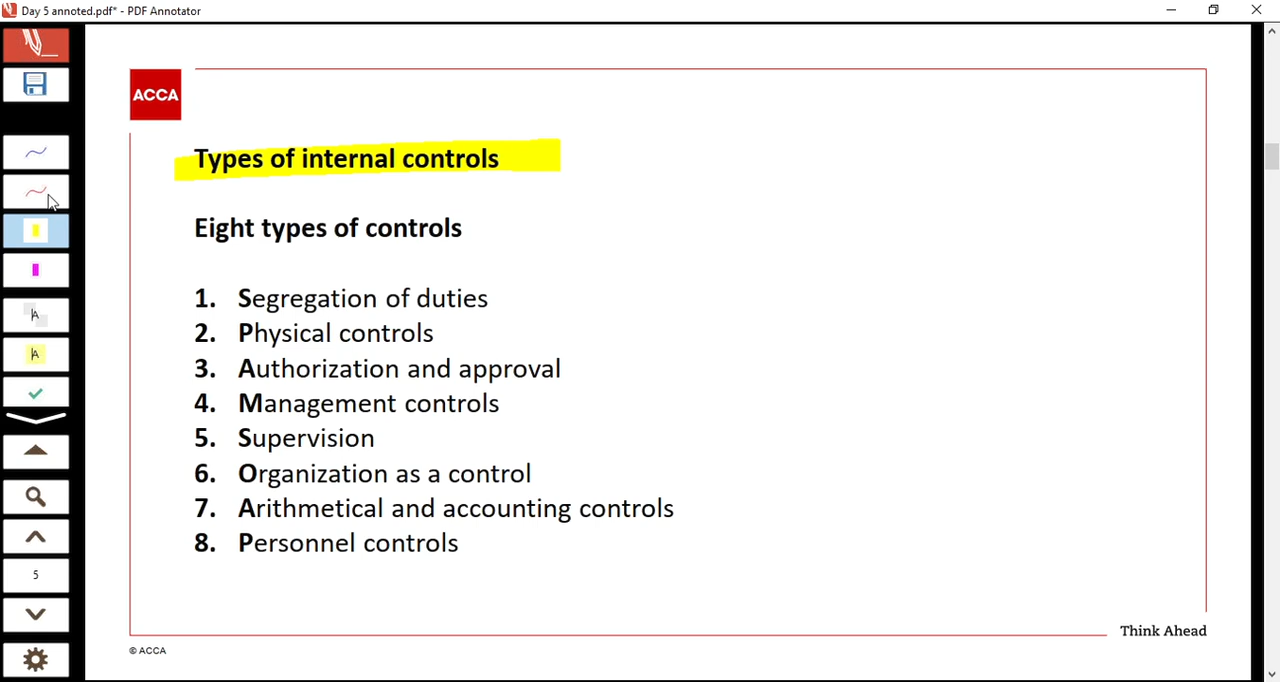 Day 5 annoted.pdf* - PDF Annotator
ACCA
Types of internal controls
Eight types of controls
1. Segregation of duties
2. Physical controls
3. Authorization and approval
4. Management controls
5. Supervision
6. Organization as a control
7. Arithmetical and accounting controls
8. Personnel controls
A
A
5
Think Ahead
© ACCA